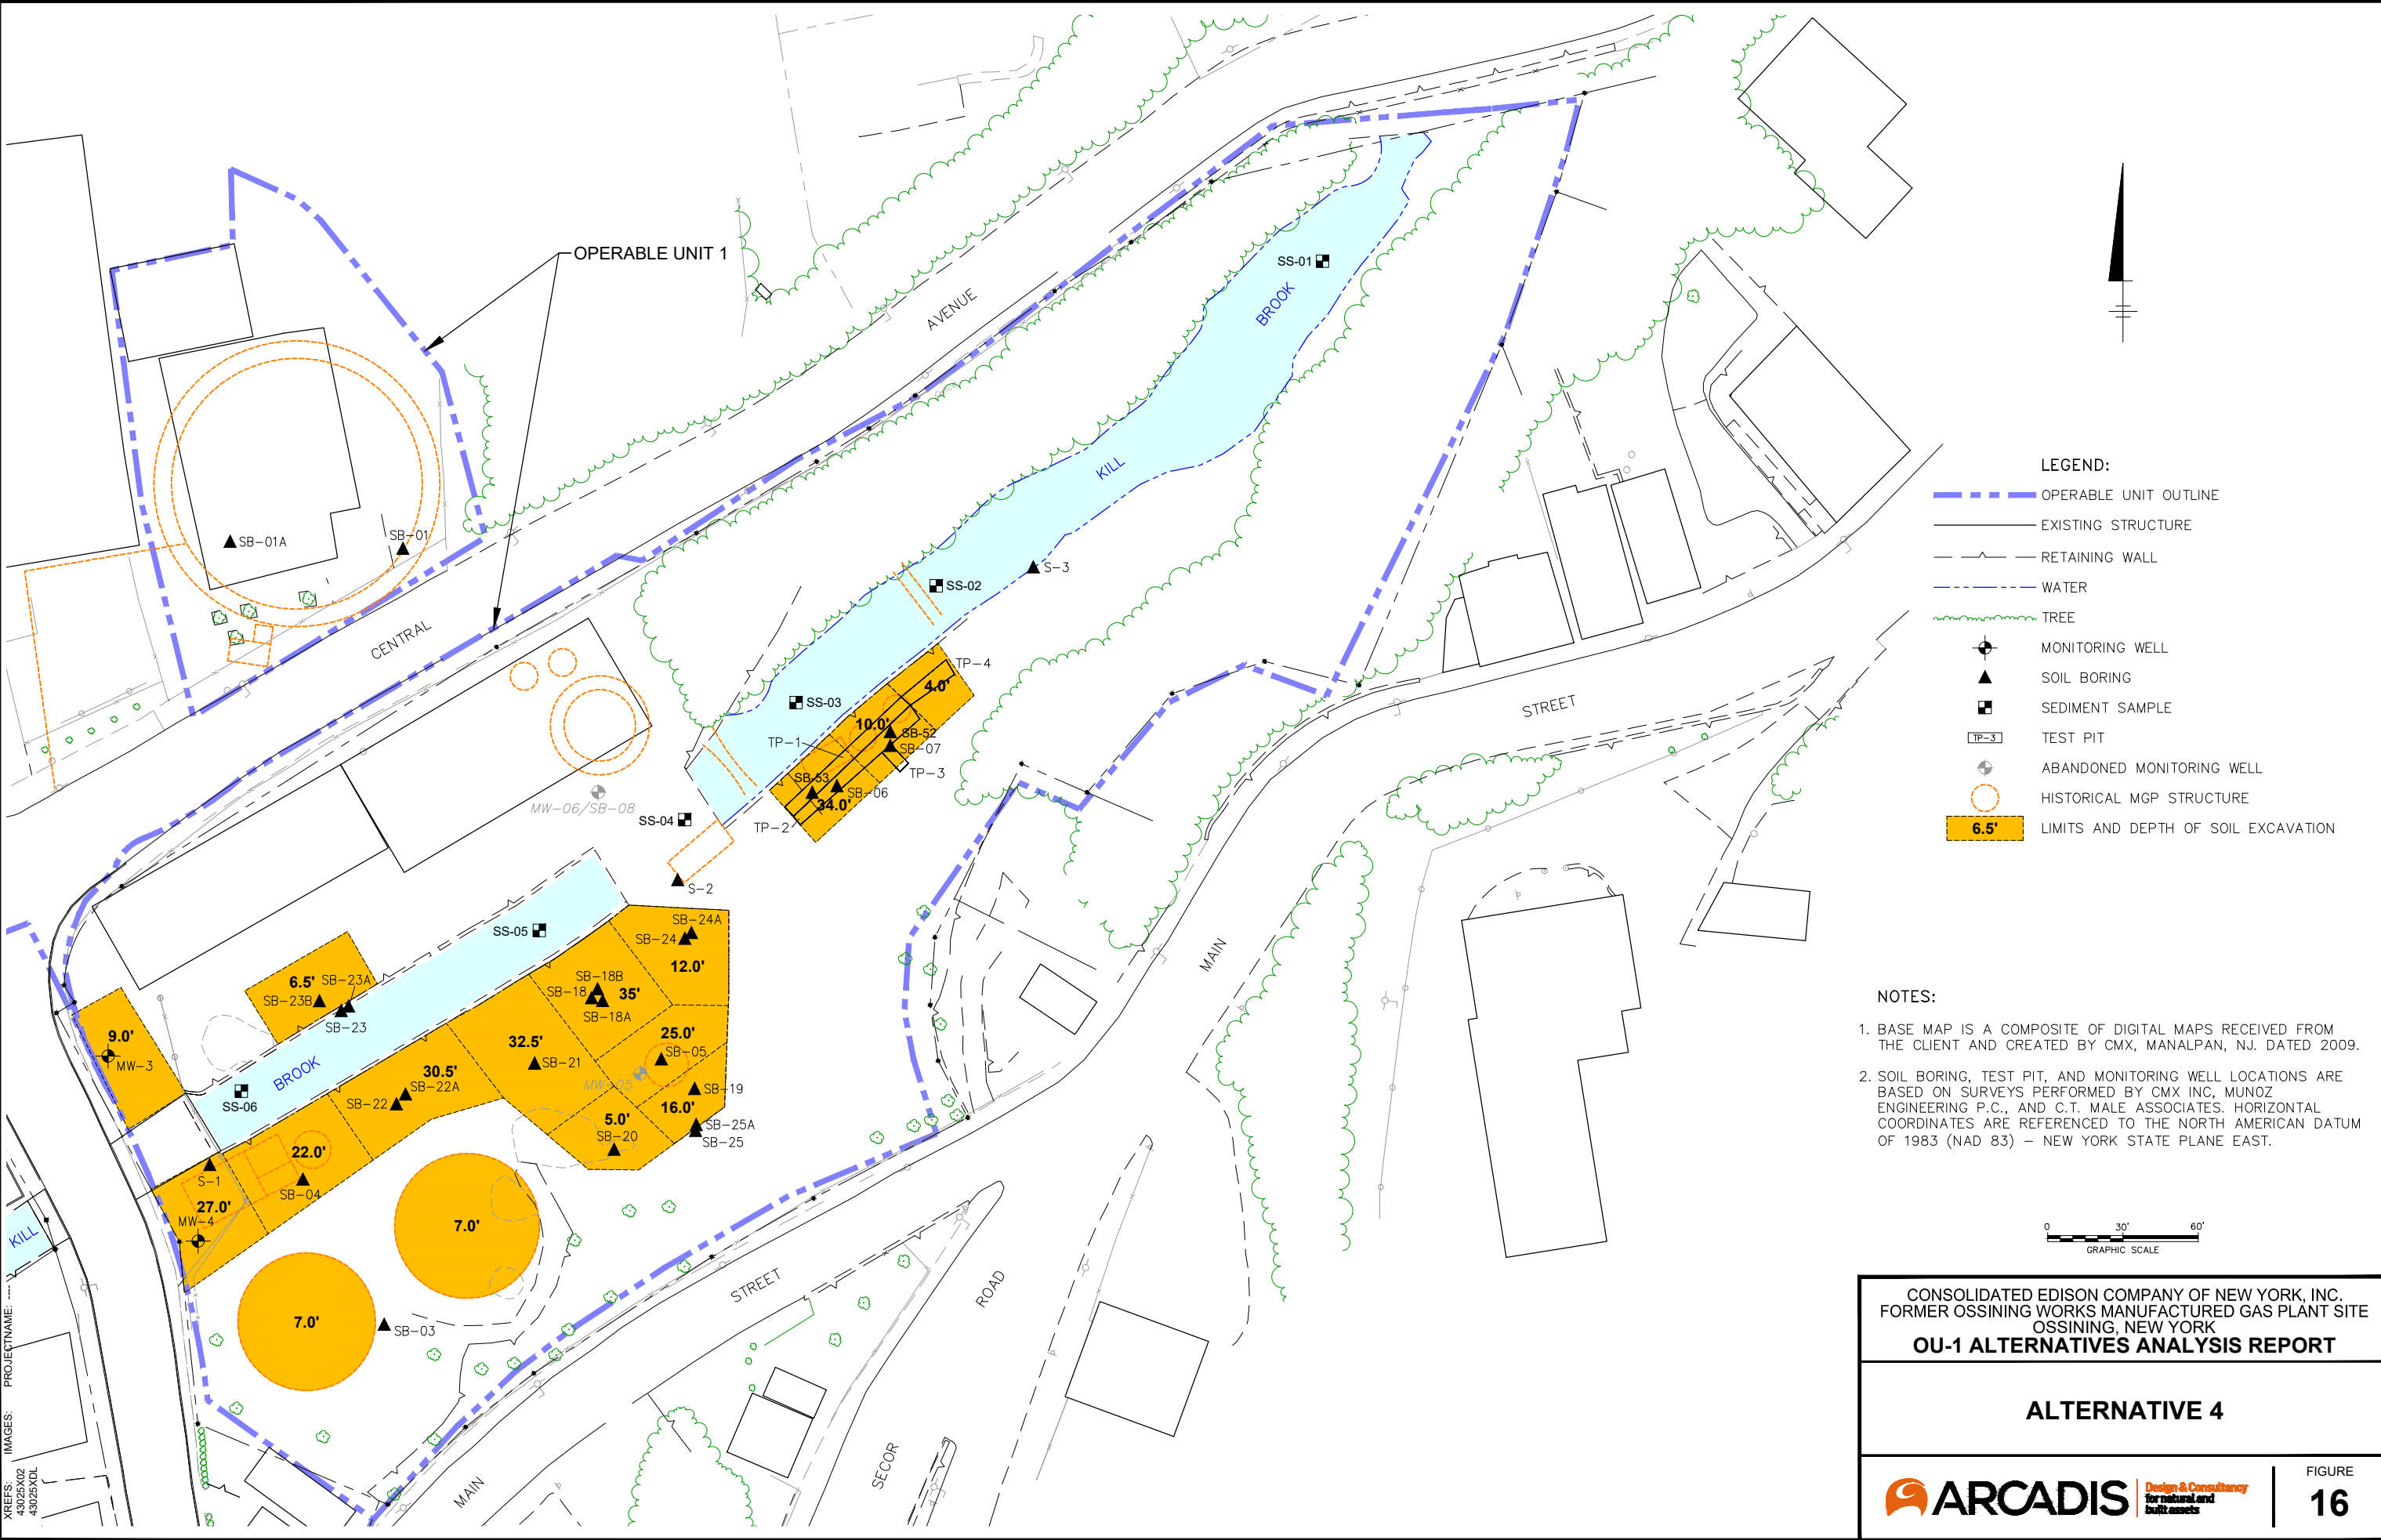 OPERABLE UNIT 1
AVENUE
CENTRAL
BROOK
KILL
SS-01
SB-01A
SB-01
S-3
SS-02
SS-03
TP-4
4.0'
10.0'
SB-52
SB-07
TP-1
TP-3
SB-53
SB-06
34.0'
TP-2
MW-06/SB-08
SS-04
S-2
STREET
MAIN
SS-05
SB-24A
SB-24
12.0'
6.5'
SB-23A
SB-23B
SB-23
SB-18B
SB-18
35'
SB-18A
9.0'
MW-3
32.5'
SB-21
25.0'
SB-05
MW-05
BROOK
30.5'
SB-22A
SB-22
SS-06
SB-19
16.0'
5.0'
SB-20
SB-25A
SB-25
22.0'
S-1
SB-04
27.0'
MW-4
KILL
7.0'
7.0'
SB-03
STREET
MAIN
ROAD
SECOR
LEGEND:
OPERABLE UNIT OUTLINE
EXISTING STRUCTURE
RETAINING WALL
WATER
TREE
MONITORING WELL
SOIL BORING
SEDIMENT SAMPLE
TP-3 TEST PIT
ABANDONED MONITORING WELL
HISTORICAL MGP STRUCTURE
6.5' LIMITS AND DEPTH OF SOIL EXCAVATION
NOTES:
1. BASE MAP IS A COMPOSITE OF DIGITAL MAPS RECEIVED FROM
THE CLIENT AND CREATED BY CMX, MANALPAN, NJ. DATED 2009.
2. SOIL BORING, TEST PIT, AND MONITORING WELL LOCATIONS ARE
BASED ON SURVEYS PERFORMED BY CMX INC, MUNOZ
ENGINEERING P.C., AND C.T. MALE ASSOCIATES. HORIZONTAL
COORDINATES ARE REFERENCED TO THE NORTH AMERICAN DATUM
OF 1983 (NAD 83) – NEW YORK STATE PLANE EAST.
0 30' 60'
GRAPHIC SCALE
CONSOLIDATED EDISON COMPANY OF NEW YORK, INC.
FORMER OSSINING WORKS MANUFACTURED GAS PLANT SITE
OSSINING, NEW YORK
OU-1 ALTERNATIVES ANALYSIS REPORT
ALTERNATIVE 4
ARCADIS
Design & Consultancy
for natural and
built assets
FIGURE
16
XREFS: IMAGES: PROJECTNAME: ----
43025X02
43025XDL